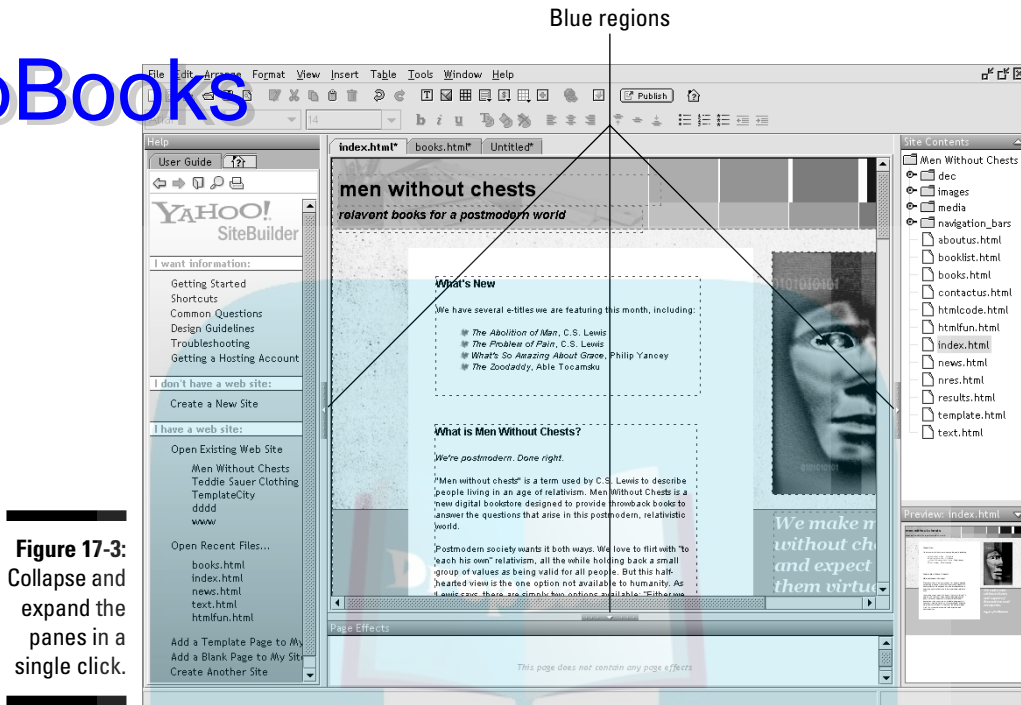 Blue regions
oBooks
File Edit Arrange Format View Insert Table Tools Window Help
Publish
14
b i u
Help
User Guide
YAHOO!
SiteBuilder
I want information:
Getting Started
Shortcuts
Common Questions
Design Guidelines
Troubleshooting
Getting a Hosting Account
I don't have a web site:
Create a New Site
I have a web site:
Open Existing Web Site
Men Without Chests
Teddie Sauer Clothing
TemplateCity
dddd
www
Open Recent Files...
books.html
index.html
news.html
text.html
htmlfun.html
Add a Template Page to My
Add a Blank Page to My Site
Create Another Site
index.html* books.html* Untitled*
men without chests
relavent books for a postmodern world
What's New
We have several e-titles we are featuring this month, including:
The Abolition of Man, C.S. Lewis
The Problem of Pain, C.S. Lewis
What's So Amazing About Grace, Philip Yancey
The Zoodaddy, Able Tocamsku
What is Men Without Chests?
We're postmodern. Done right.
"Men without chests" is a term used by C.S. Lewis to describe
people living in an age of relativism. Men Without Chests is a
new digital bookstore designed to provide throwback books to
answer the questions that arise in this postmodern, relativistic
world.
Postmodern society wants it both ways. We love to flirt with "to
each his own" relativism, all the while holding back a small
group of values as being valid for all people. But this half-
hearted view is the one option not available to humanity. As
Lewis says, there are simply two options available: "Either we
010101010
010101010
We make m
without ch
and expect
them virtue
Page Effects
This page does not contain any page effects
Site Contents
Men Without Chests
dec
images
media
navigation_bars
aboutus.html
booklist.html
books.html
contactus.html
htmlcode.html
htmlfun.html
index.html
news.html
nres.html
results.html
template.html
text.html
Preview: index.html
Figure 17-3:
Collapse and
expand the
panes in a
single click.